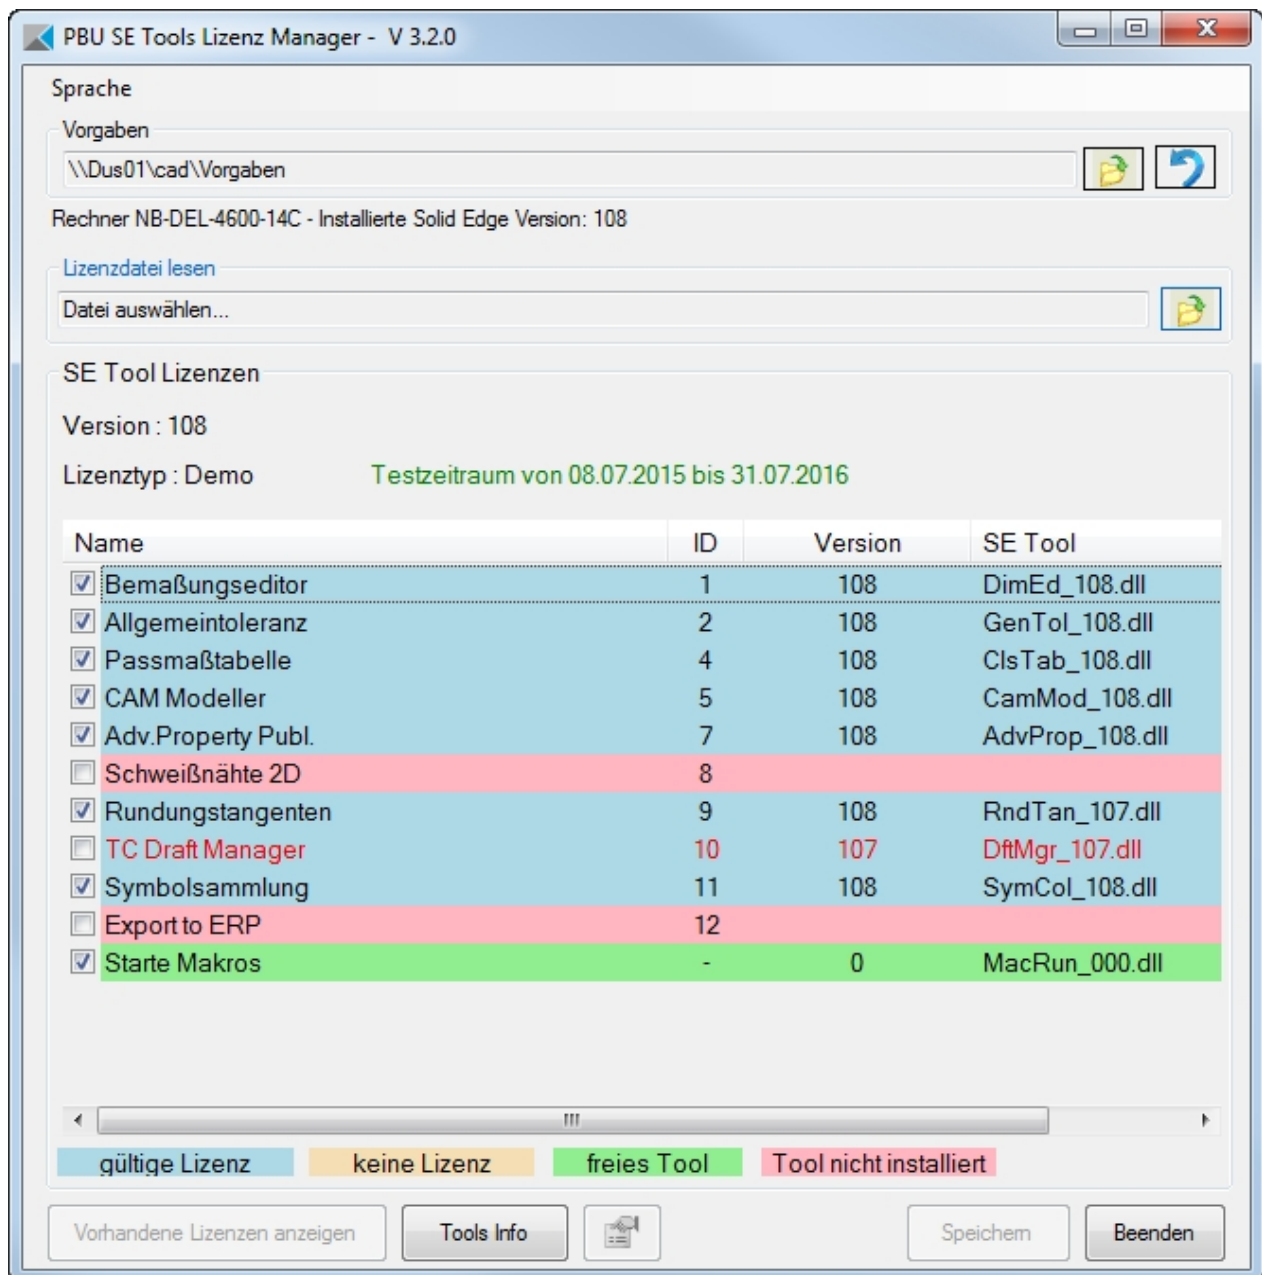 PBU SE Tools Lizenz Manager - V 3.2.0
Sprache
Vorgaben
\\Dus01\cad\Vorgaben
Rechner NB-DEL-4600-14C - Installierte Solid Edge Version: 108
Lizenzdatei lesen
Datei auswählen...
SE Tool Lizenzen
Version : 108
Lizenztyp : Demo Testzeitraum von 08.07.2015 bis 31.07.2016
Name ID Version SE Tool
Bemaßungseditor 1 108 DimEd_108.dll
Allgemeintoleranz 2 108 GenTol_108.dll
Passmaßtabelle 4 108 ClsTab_108.dll
CAM Modeller 5 108 CamMod_108.dll
Adv.Property Publ. 7 108 AdvProp_108.dll
Schweißnähte 2D 8
Rundungstangenten 9 108 RndTan_107.dll
TC Draft Manager 10 107 DftMgr_107.dll
Symbolsammlung 11 108 SymCol_108.dll
Export to ERP 12
Starte Makros - 0 MacRun_000.dll
gültige Lizenz keine Lizenz freies Tool Tool nicht installiert
Vorhandene Lizenzen anzeigen Tools Info Speichern Beenden